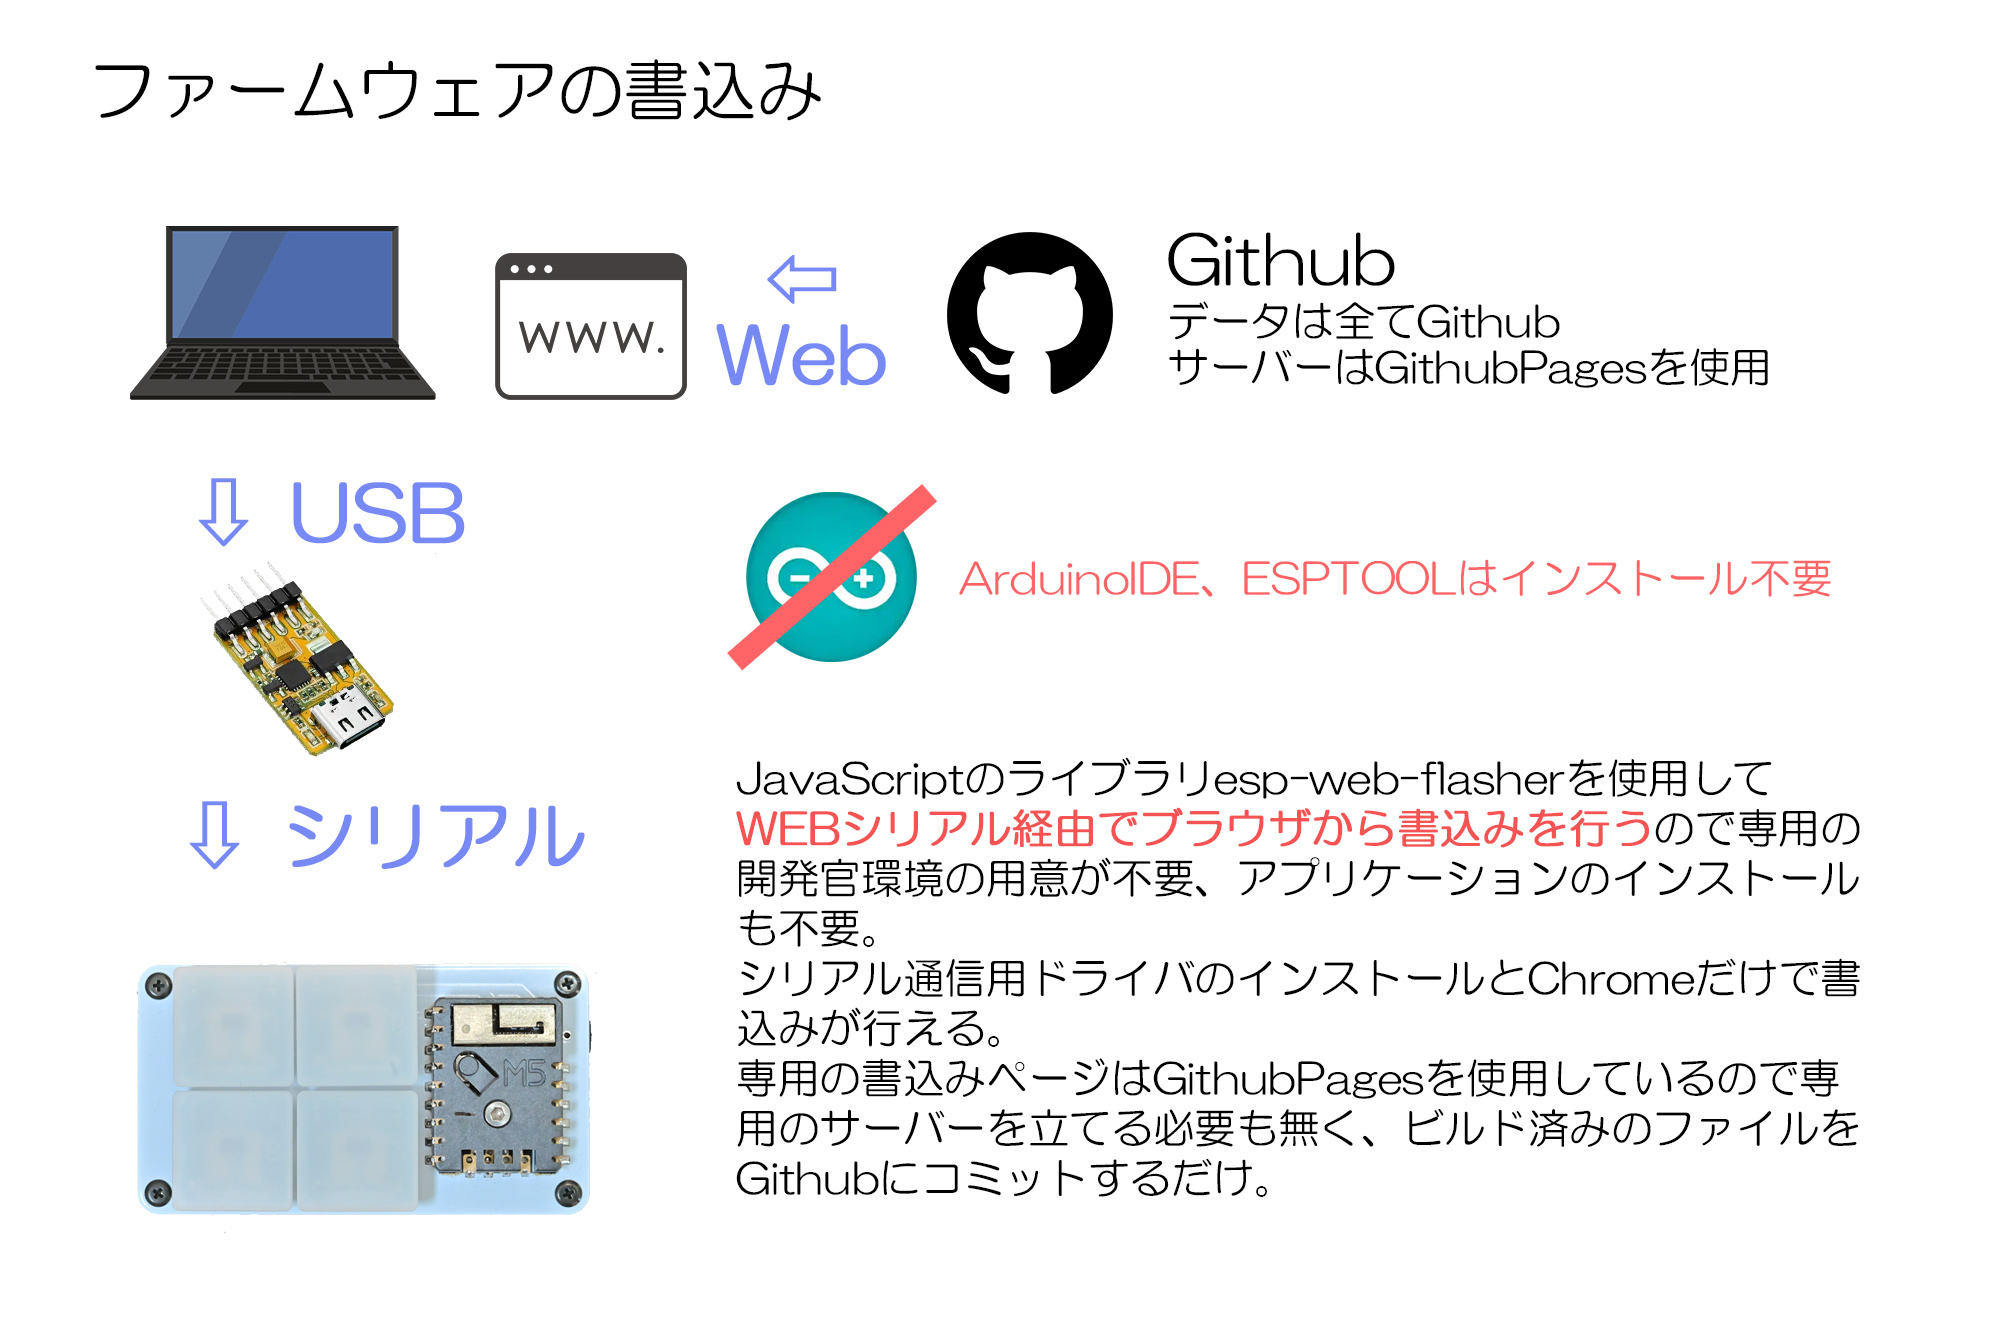 ファームウェアの書込み
www.
Web
Github
データは全てGithub
サーバーはGithubPagesを使用
USB
ArduinoIDE、ESPTOOLはインストール不要
シリアル
JavaScriptのライブラリesp-web-flasherを使用して
WEBシリアル経由でブラウザから書込みを行うので専用の
開発官環境の用意が不要、アプリケーションのインストール
も不要。
シリアル通信用ドライバのインストールとChromeだけで書
込みが行える。
専用の書込みページはGithubPagesを使用しているので専
用のサーバーを立てる必要も無く、ビルド済みのファイルを
Githubにコミットするだけ。
M5